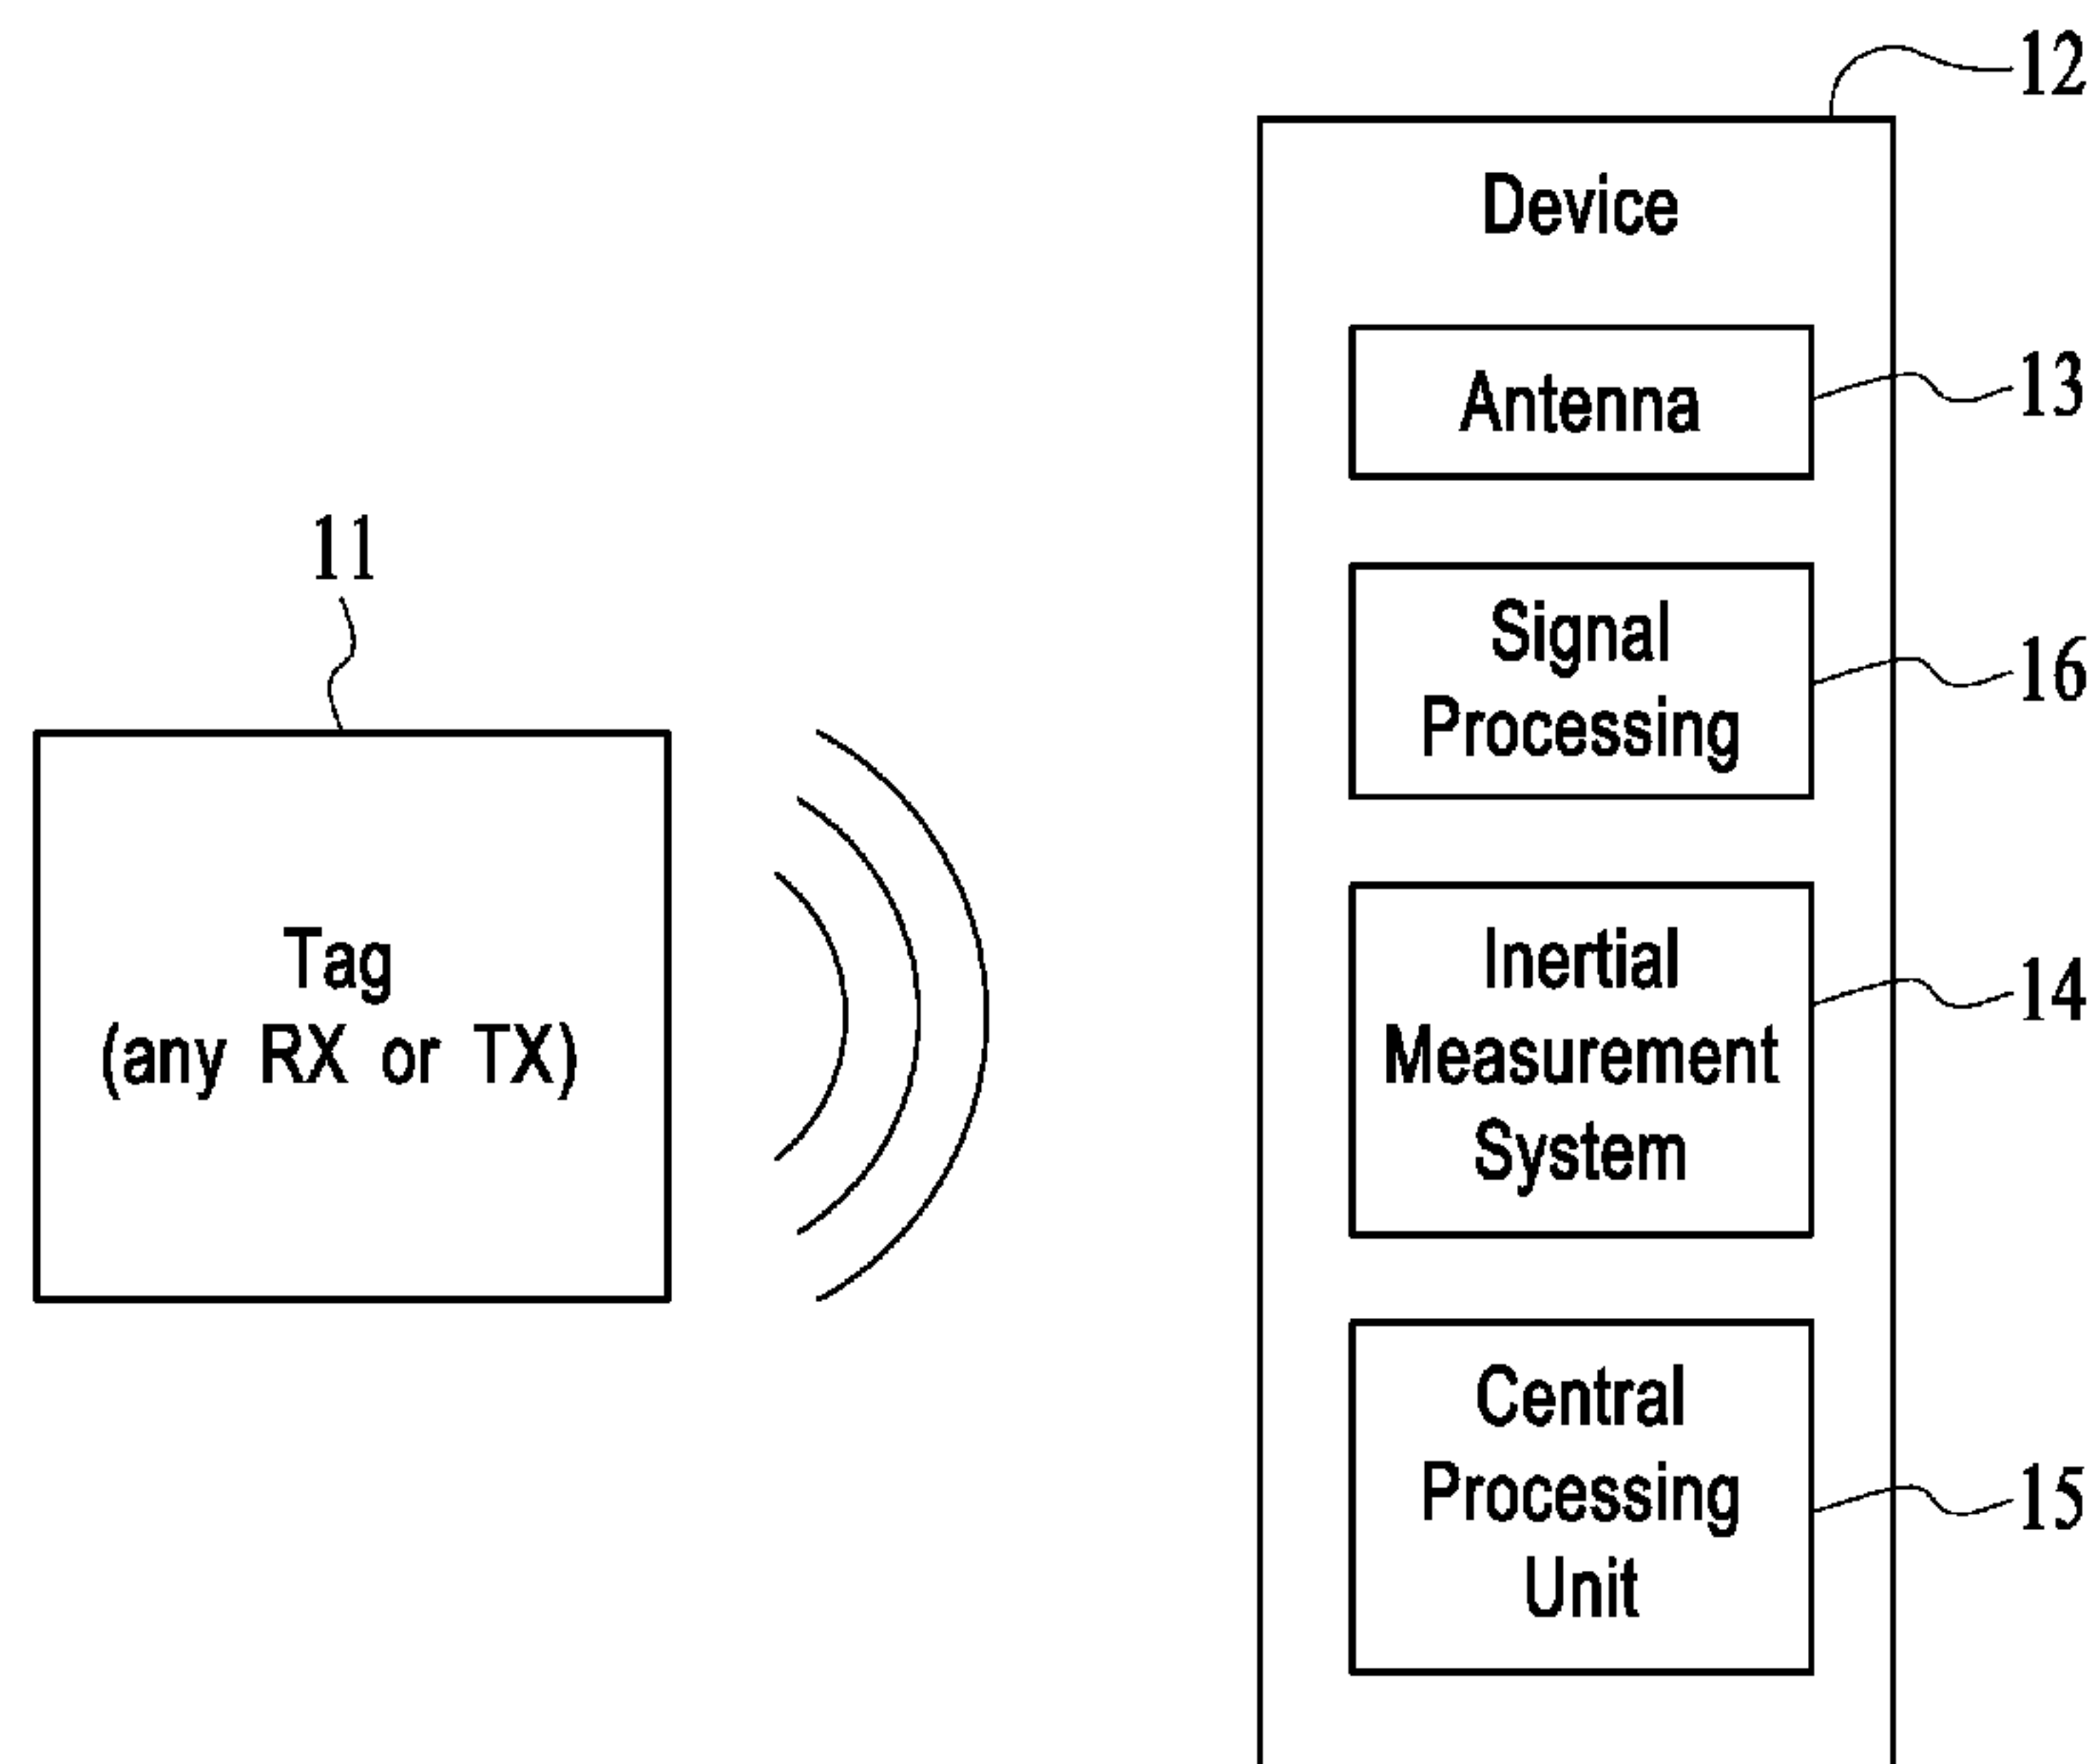 12
Device
Antenna
13
11
Signal
Processing
16
Tag
(any RX or TX)
Inertial
Measurement
System
14
Central
Processing
Unit
15